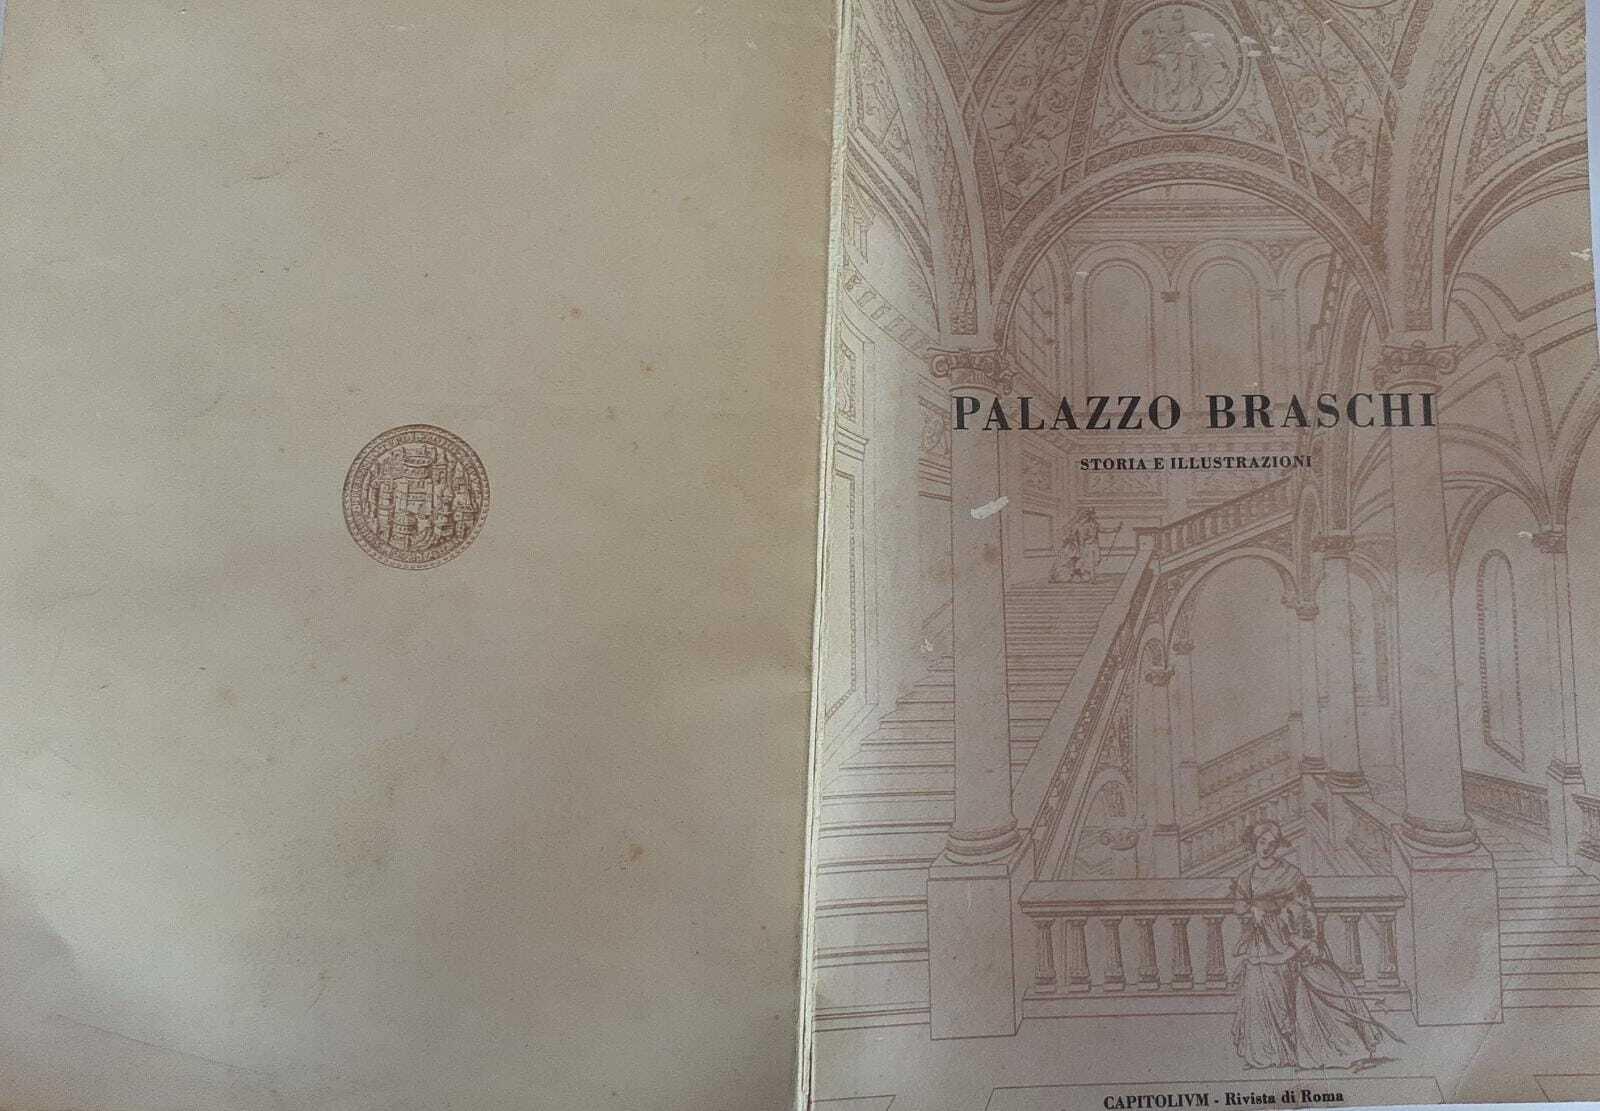 PALAZZO BRASCHI
STORIA E ILLUSTRAZIONI
CAPITOLIVM - Rivista di Roma